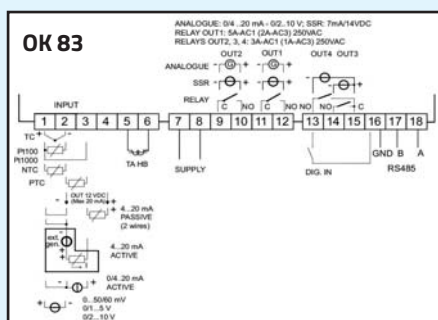 ANALOGUE: 0/4 ..20 mA - 0/2..10 V; SSR: 7mA/14VDC
RELAY OUT1: 5A-AC1 (2A-AC3) 250VAC
RELAYS OUT2, 3, 4: 3A-AC1 (1A-AC3) 250VAC
OK 83
OUT2 OUT1 OUT4 OUT3
ANALOGUE - + - +
SSR - + - + - +
RELAY
INPUT C NO C NO NO NO C
1 2 3 4 5 6 7 8 9 10 11 12 13 14 15 16 17 18
TC + -
Pt100
Pt1000
NTC
PTC
TA HB
SUPPLY
DIG. IN
GND B A
RS485
OUT 12 VDC
(Max 20 mA)
- +
4..20 mA
PASSIVE
(2 wires)
ext.
gen.
4..20 mA
ACTIVE
0/4..20 mA
ACTIVE
+ -
0...50/60 mV
0/1...5 V
0/2...10 V